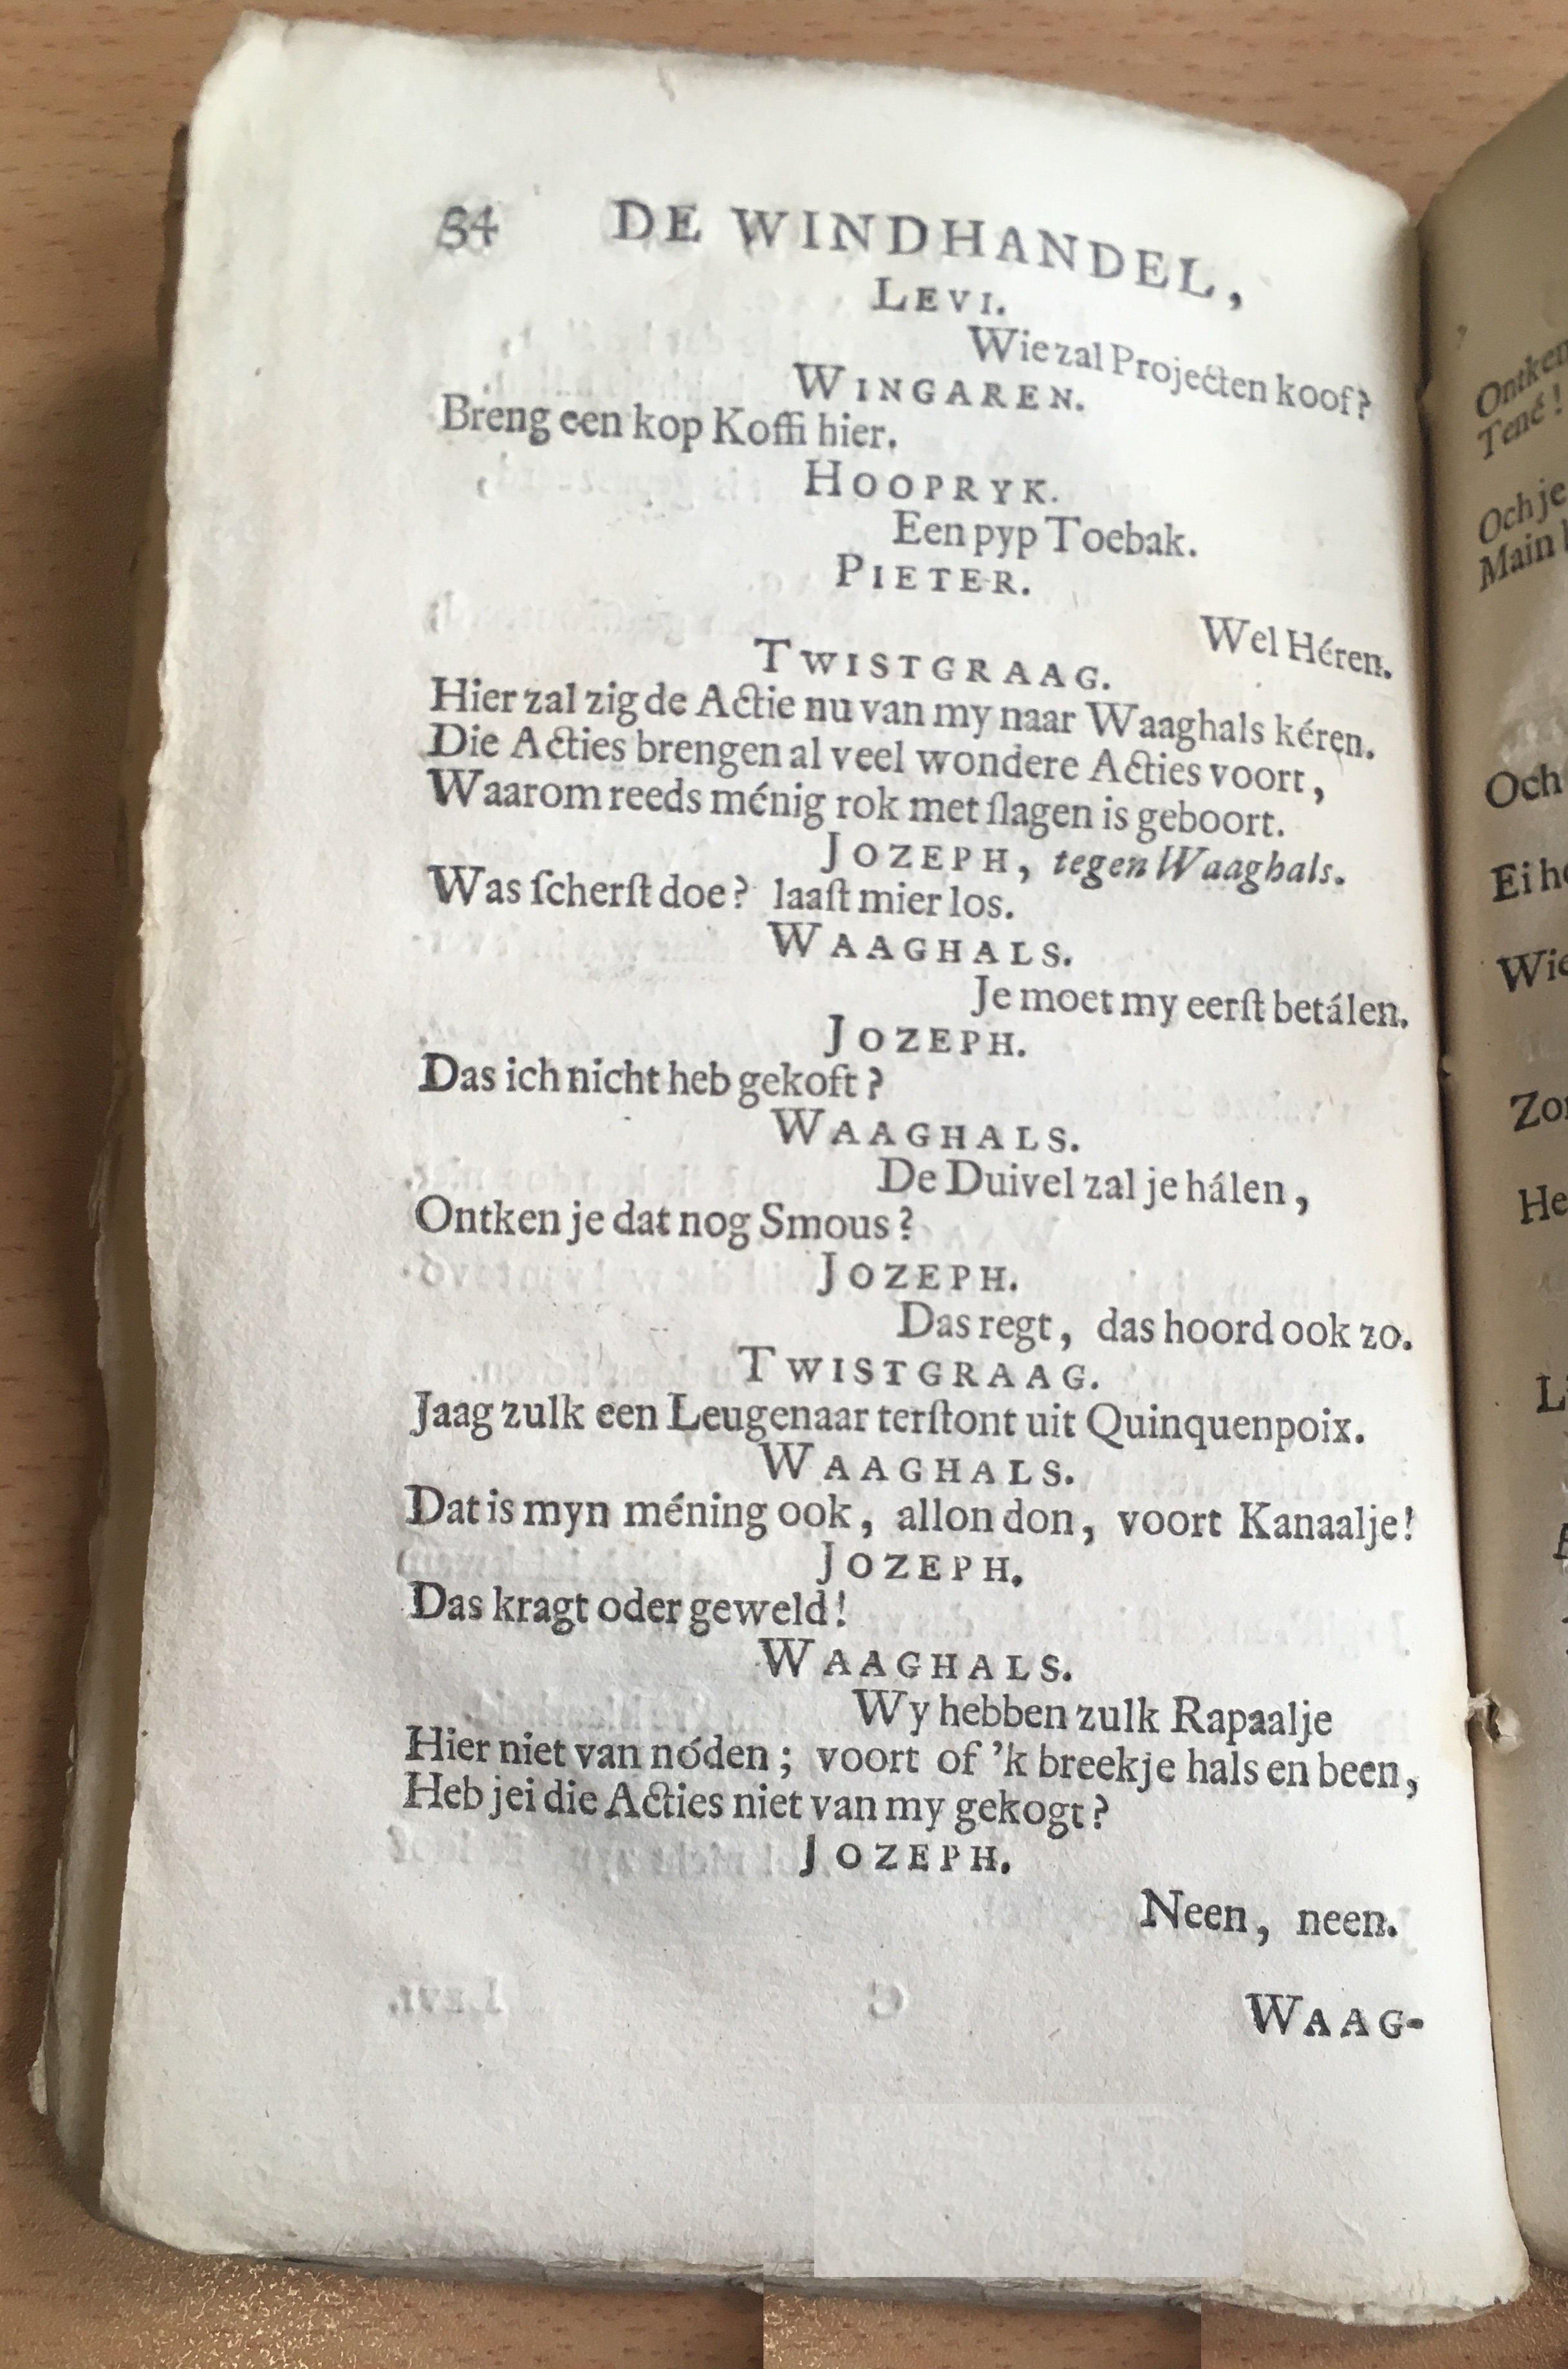 34 DE WINDHANDEL,
LEVI.
Wie zal Projecten koof?
WINGAREN.
Breng een kop Koffi hier.
HOOPRYK.
Een pyp Toebak.
PIETER.
Wel Héren.
TWISTGRAAG.
Hier zal zig de Actie nu van my naar Waaghals kéren.
Die Acties brengen al veel wondere Acties voort,
Waarom reeds ménig rok met ſlagen is geboort.
JOZEPH, tegen Waaghals.
Was ſcherſt doe? laaſt mier los.
WAAGHALS.
Je moet my eerſt betálen.
JOZEPH.
Das ich nicht heb gekoft?
WAAGHALS.
De Duivel zal je hálen,
Ontken je dat nog Smous?
JOZEPH.
Das regt, das hoord ook zo.
TWISTGRAAG.
Jaag zulk een Leugenaar terſtont uit Quinquenpoix.
WAAGHALS.
Dat is myn méning ook, allon don, voort Kanaalje!
JOZEPH.
Das kragt oder geweld!
WAAGHALS.
Wy hebben zulk Rapaalje
Hier niet van nóden; voort of 'k breek je hals en been,
Heb jei die Acties niet van my gekogt?
JOZEPH.
Neen, neen.
WAAG-
Ontken
Tené!
Och je
Main
Och
Ei
Wie